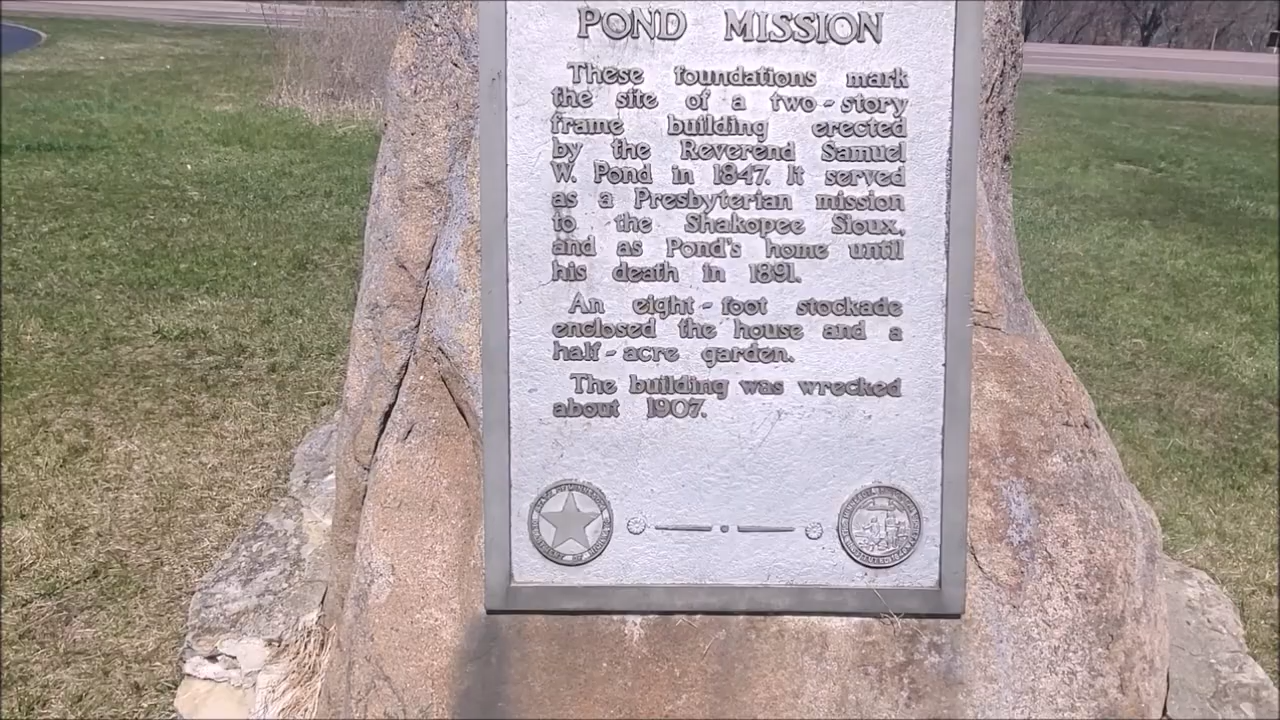 POND MISSION
These foundations mark
the site of a two-story
frame building erected
by the Reverend Samuel
W. Pond in 1847. It served
as a Presbyterian mission
to the Shakopee Sioux,
and as Pond's home until
his death in 1891.
An eight-foot stockade
enclosed the house and a
half-acre garden.
The building was wrecked
about 1907.